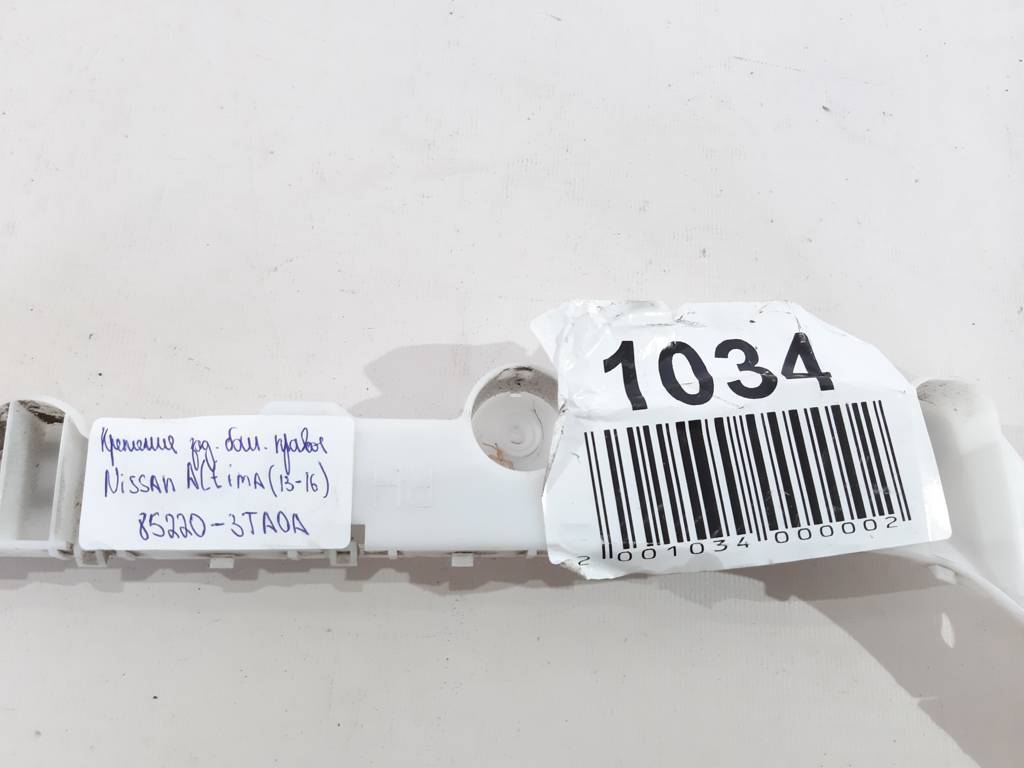 Крепление зад. бам. правое
Nissan Altima (13-16)
85220-3TA0A
1034
2 001034 000002